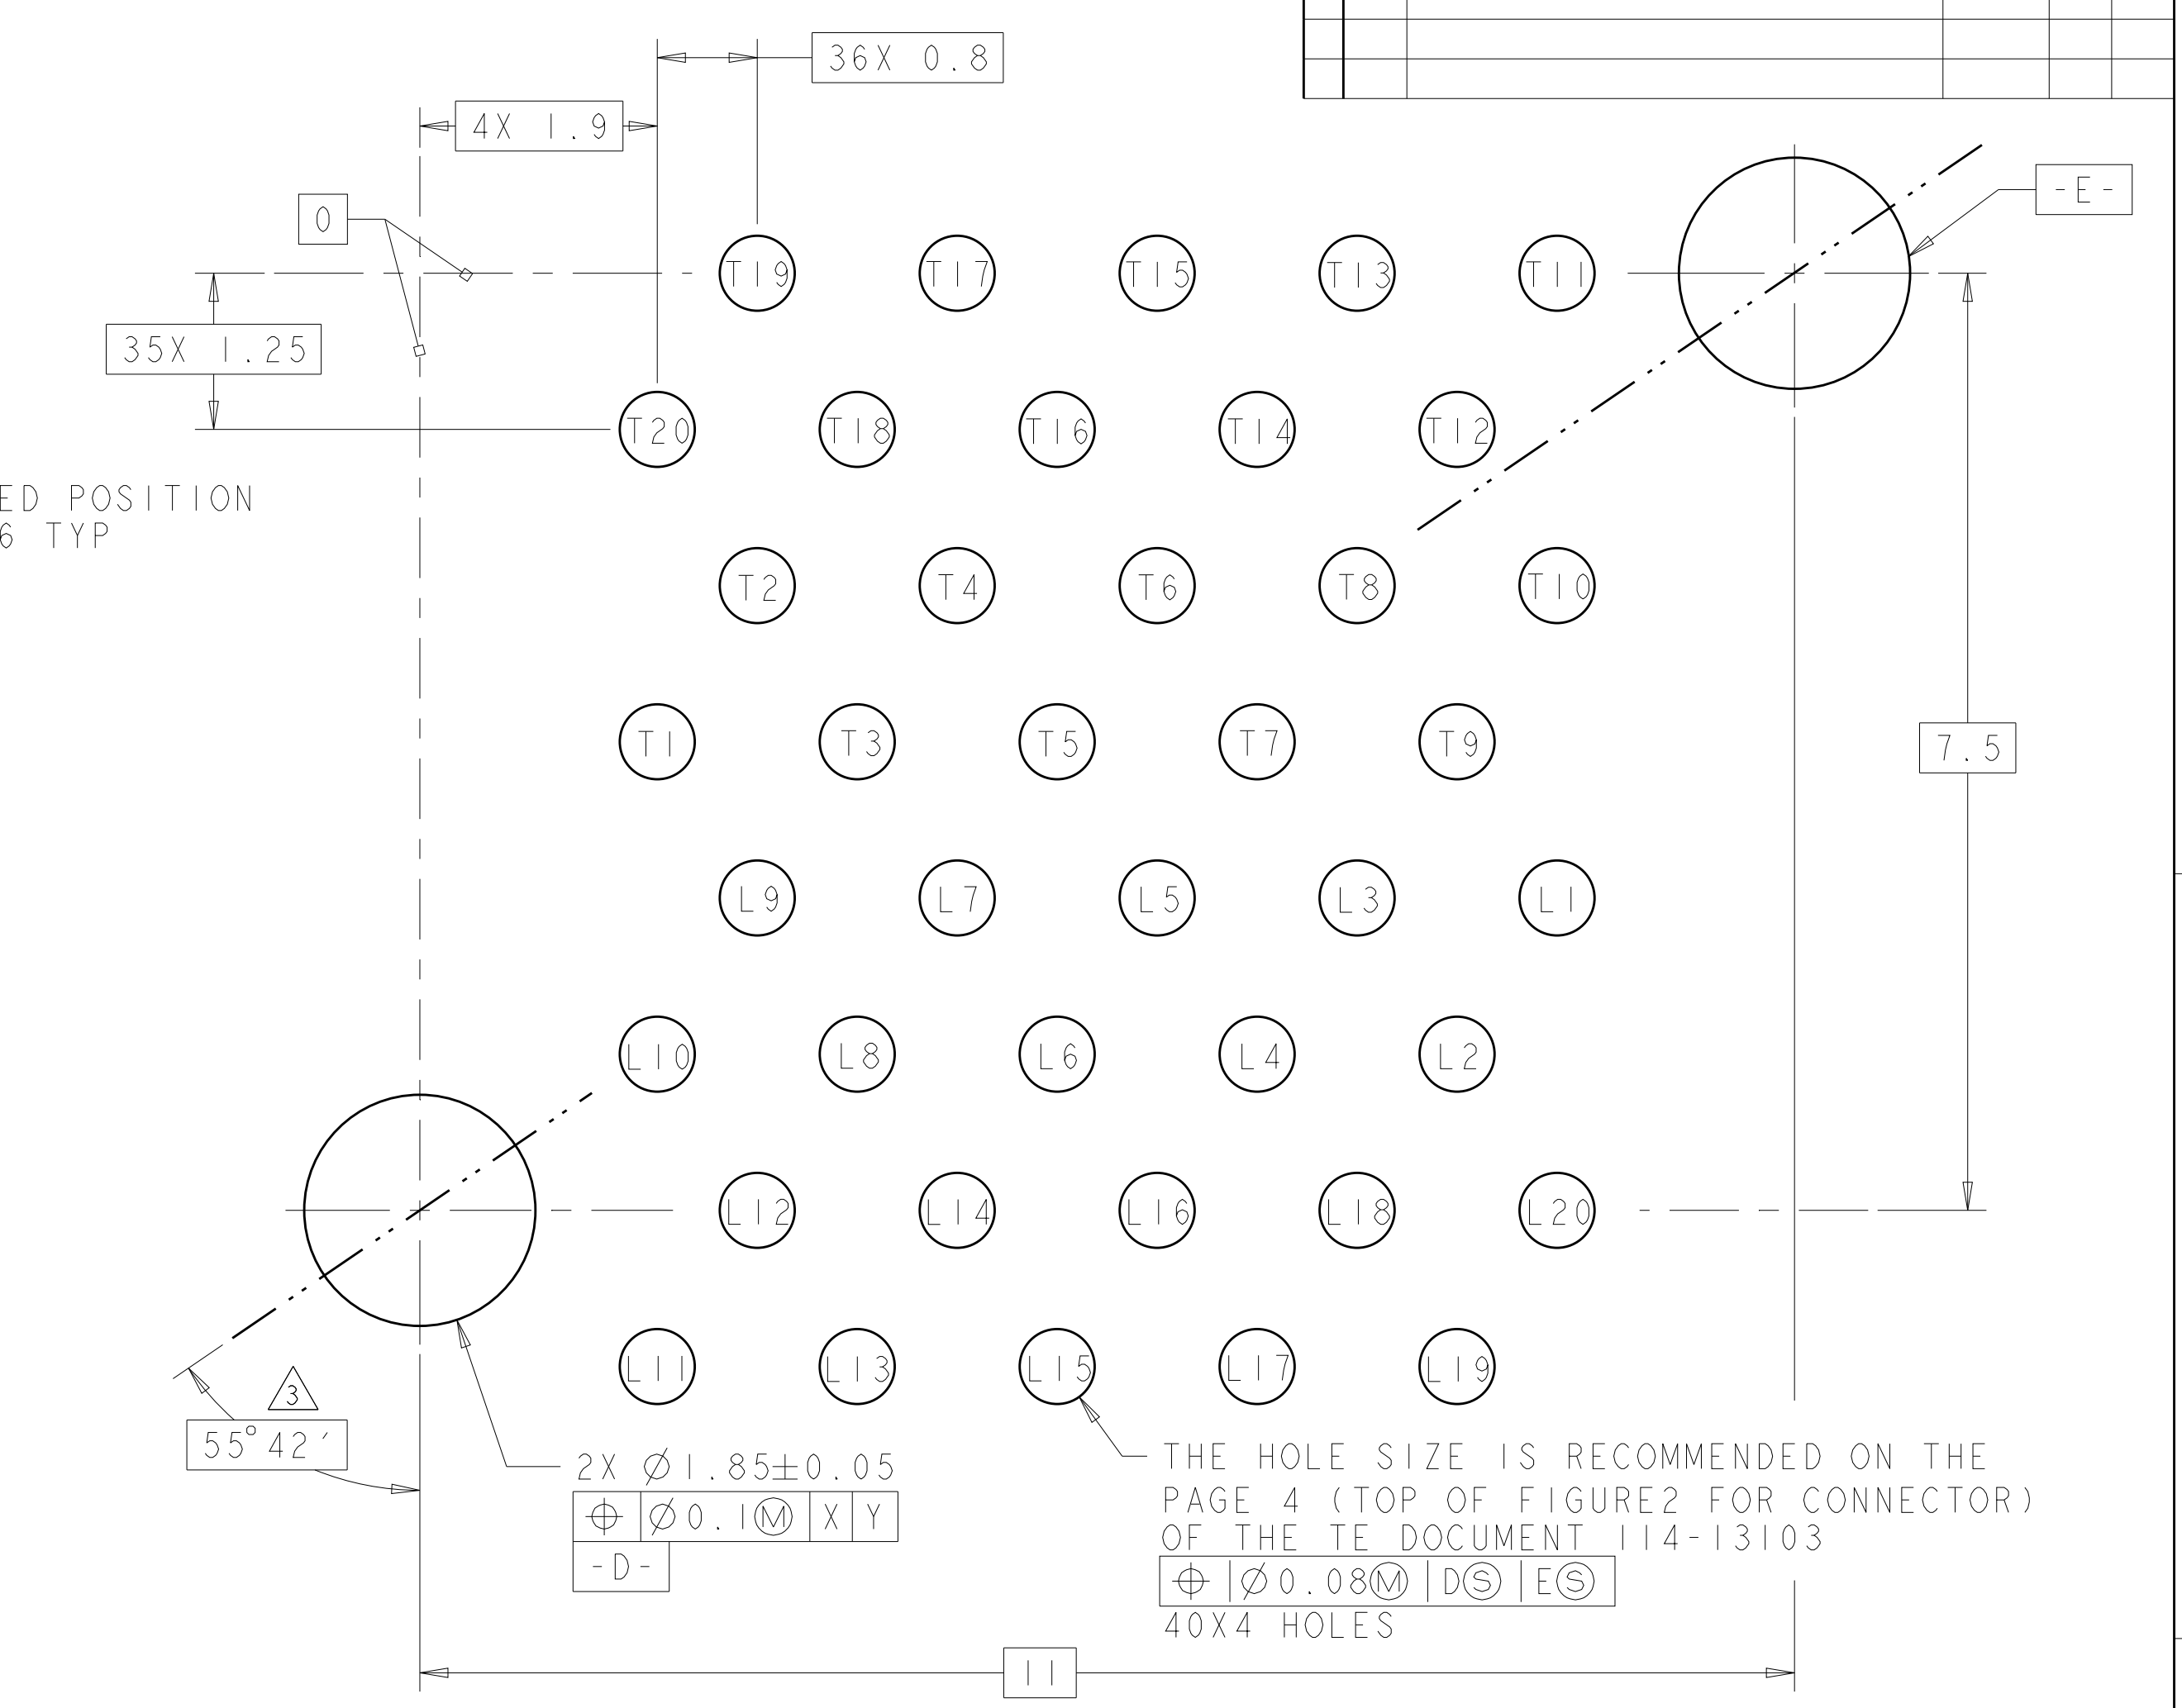 36X 0.8
4X 1.9
-E-
0
T19 T17 T15 T13 T11
35X 1.25
T20 T18 T16 T14 T12
ED POSITION
6 TYP
T2 T4 T6 T8 T10
T1 T3 T5 T7 T9
7.5
L9 L7 L5 L3 L1
L10 L8 L6 L4 L2
L12 L14 L16 L18 L20
L11 L13 L15 L17 L19
3
55°42′
2X Ø1.85±0.05
⌖ Ø0.1Ⓜ X Y
-D-
THE HOLE SIZE IS RECOMMENDED ON THE
PAGE 4 (TOP OF FIGURE2 FOR CONNECTOR)
OF THE TE DOCUMENT 114-13103
⌖ Ø0.08Ⓜ DⓈ EⓈ
40X4 HOLES
11